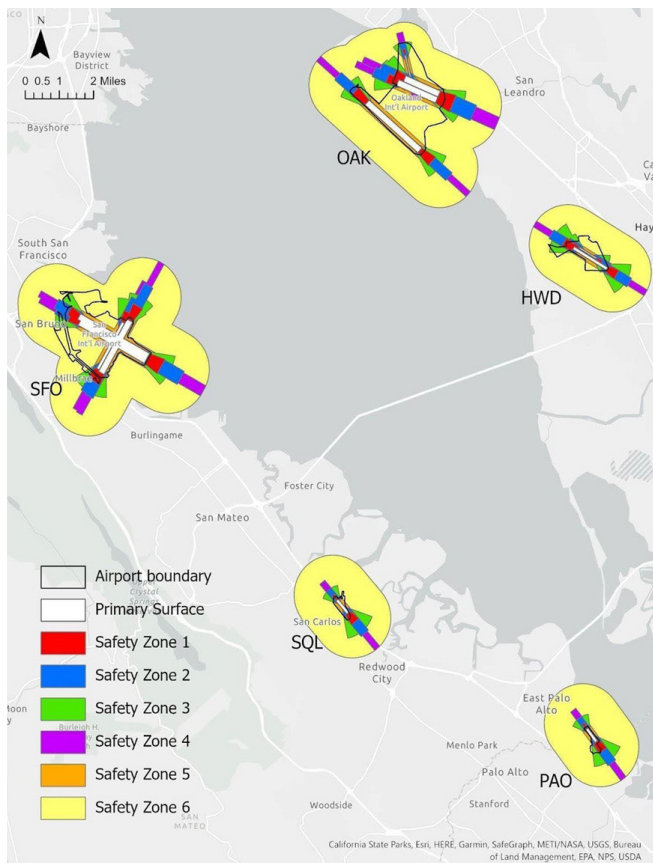 N
0 0.5 1 2 Miles
Bayview
District
Bayshore
San
Leandro
Oakland
Int'l Airport
OAK
South San
Francisco
HWD
San Bruno
San
Francisco
Int'l Airport
Millbrae
SFO
Burlingame
Foster City
San Mateo
San Carlos
SQL
Redwood
City
East Palo
Alto
Menlo Park
Palo Alto
PAO
Woodside
Stanford
SAN
MATEO
Airport boundary
Primary Surface
Safety Zone 1
Safety Zone 2
Safety Zone 3
Safety Zone 4
Safety Zone 5
Safety Zone 6
California State Parks, Esri, HERE, Garmin, SafeGraph, METI/NASA, USGS, Bureau
of Land Management, EPA, NPS, USDA